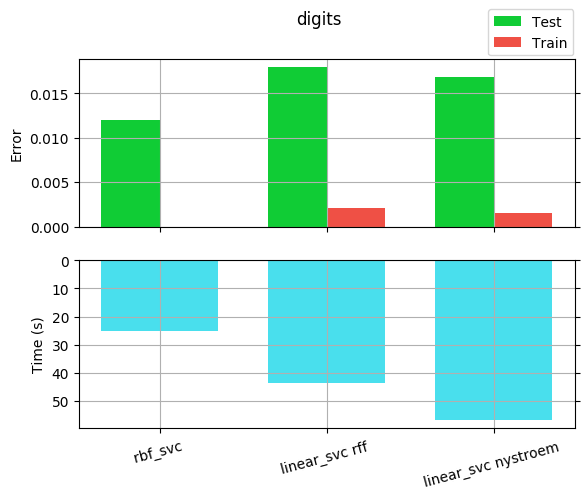 digits
Test
Train
0.015
0.010
0.005
0.000
Error
0
10
20
30
40
50
Time (s)
rbf_svc
linear_svc rff
linear_svc nystroem